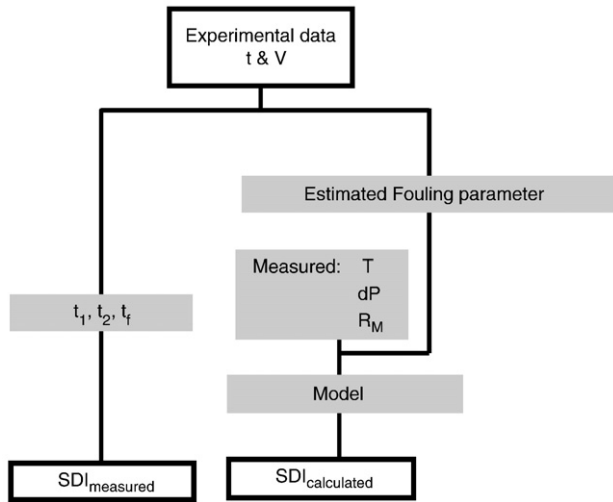 Experimental data
t & V
Estimated Fouling parameter
Measured: T
dP
R_M
t_1, t_2, t_f
Model
SDI_measured
SDI_calculated